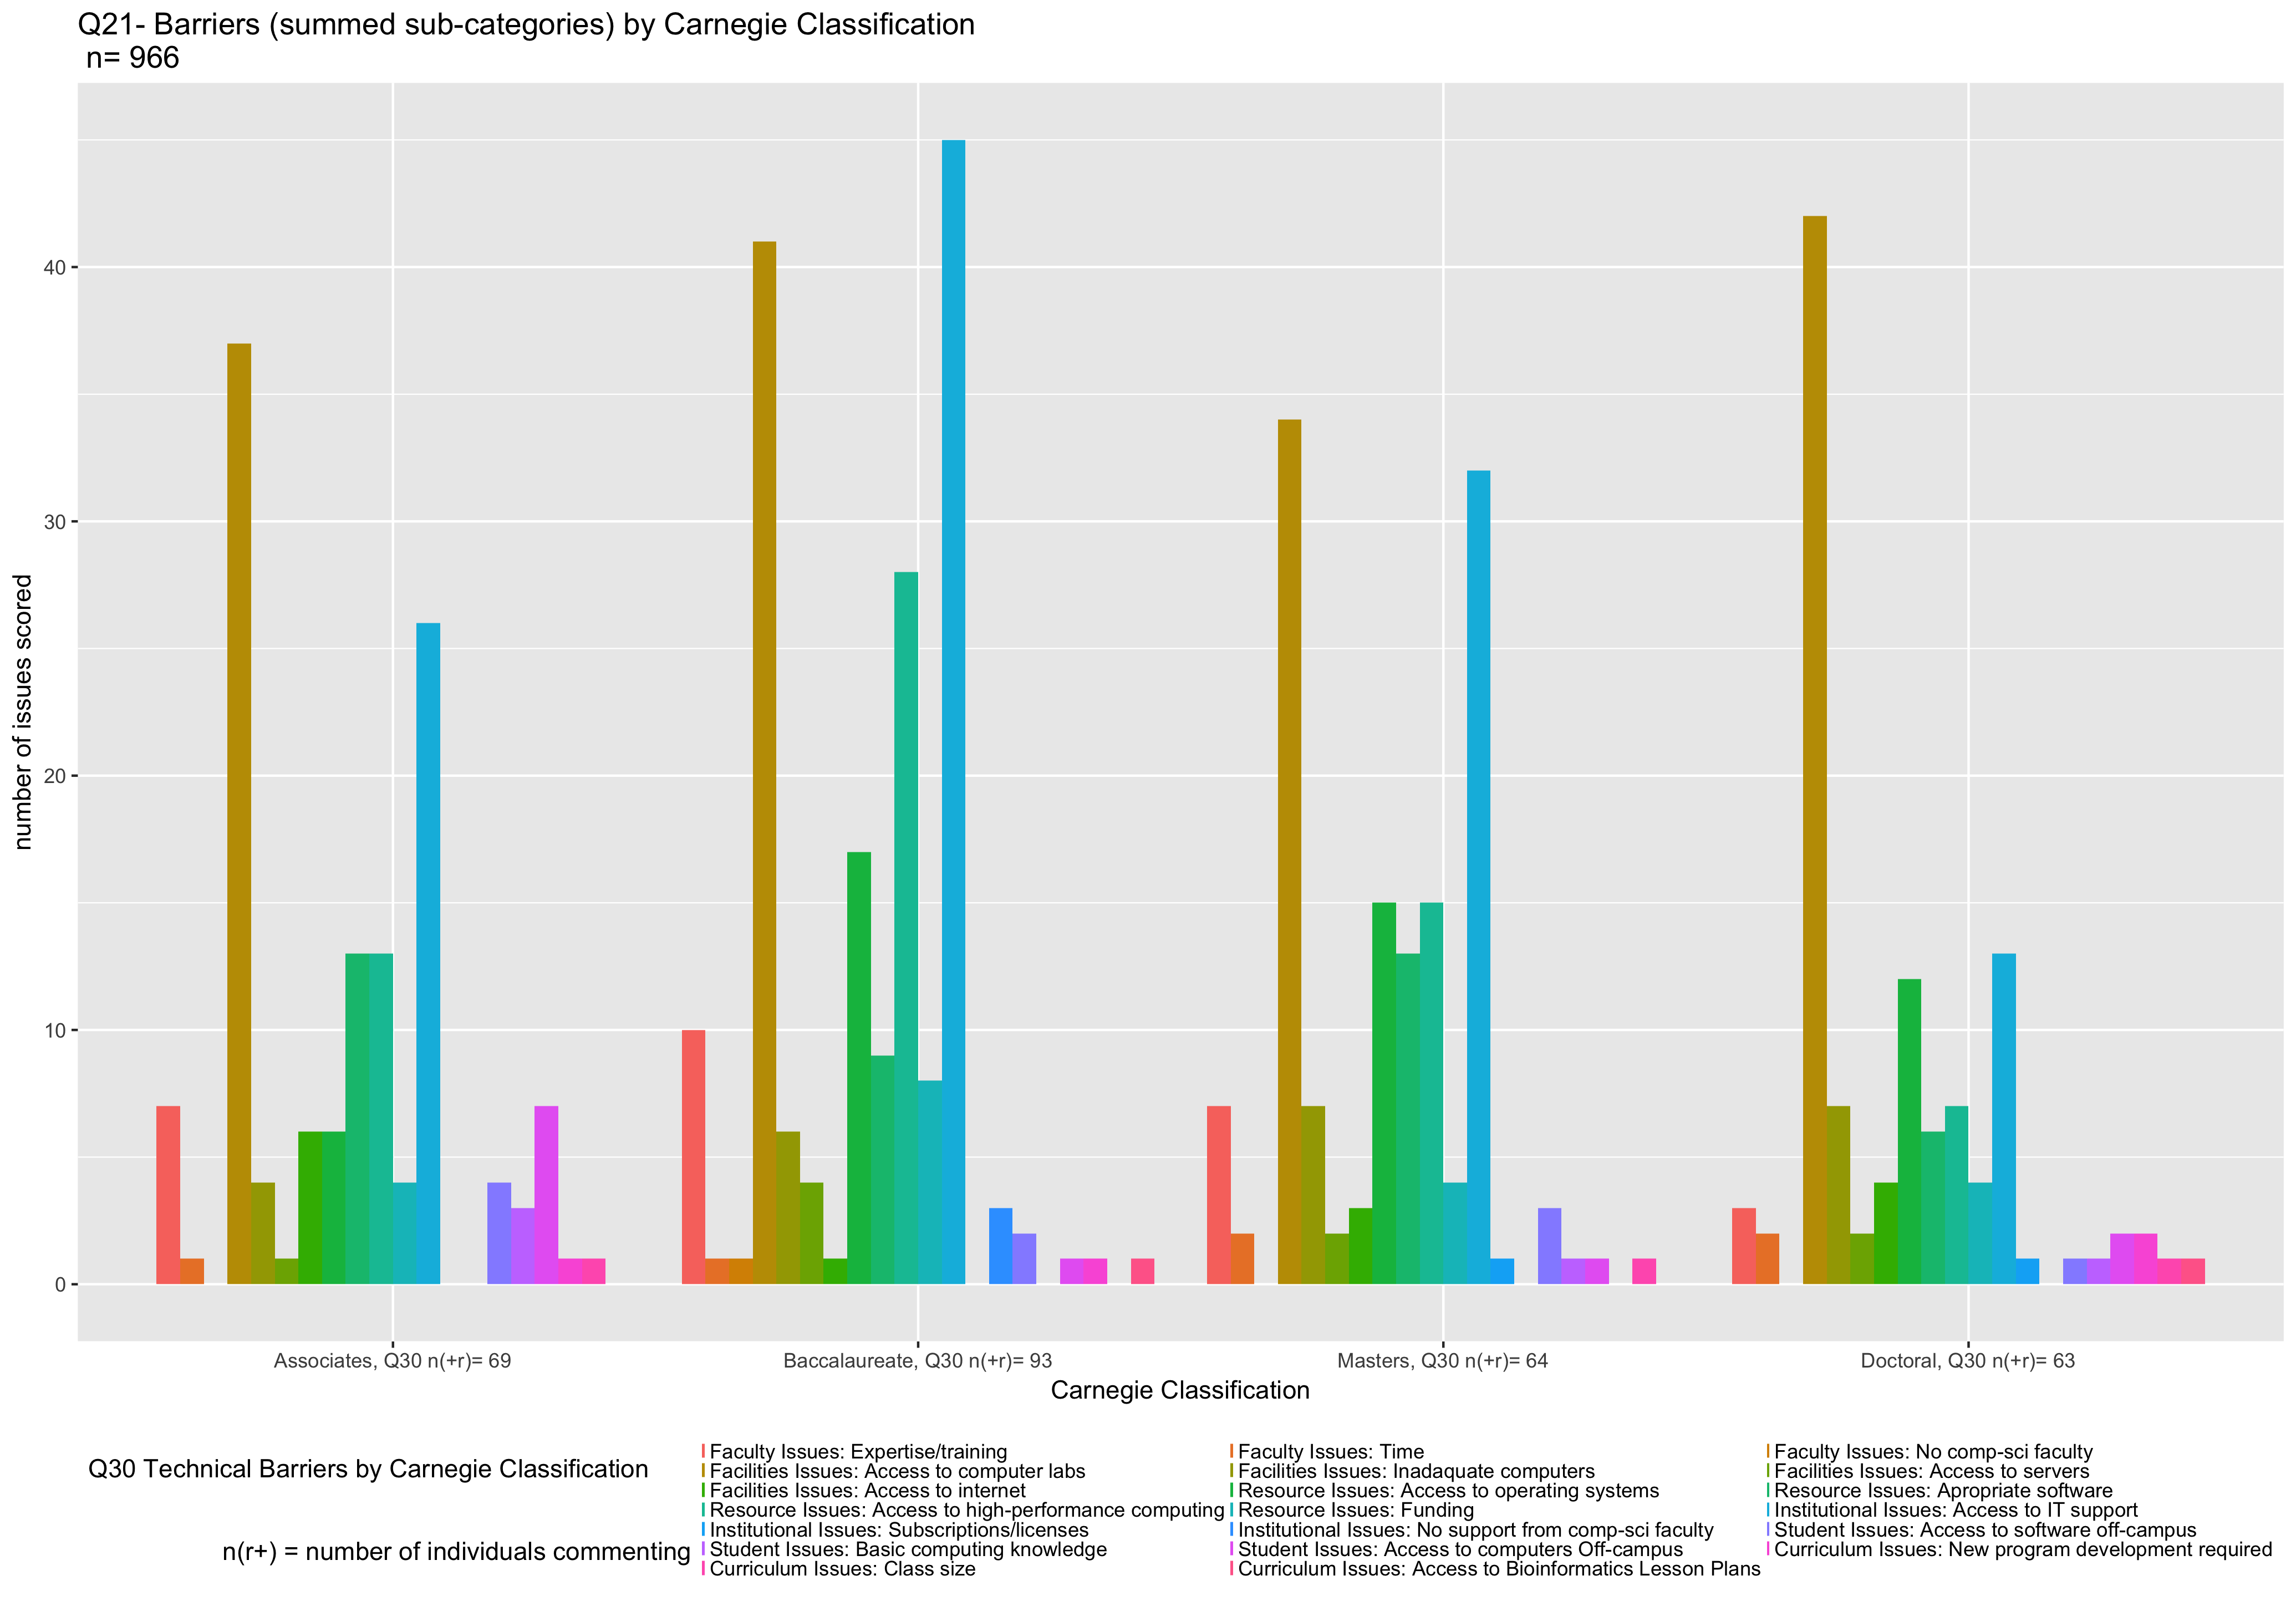 Q21- Barriers (summed sub-categories) by Carnegie Classification
n= 966
number of issues scored
40
30
20
10
0
Associates, Q30 n(+r)= 69
Baccalaureate, Q30 n(+r)= 93
Masters, Q30 n(+r)= 64
Doctoral, Q30 n(+r)= 63
Carnegie Classification
Q30 Technical Barriers by Carnegie Classification
n(r+) = number of individuals commenting
Faculty Issues: Expertise/training
Faculty Issues: Time
Faculty Issues: No comp-sci faculty
Facilities Issues: Access to computer labs
Facilities Issues: Inadaquate computers
Facilities Issues: Access to servers
Facilities Issues: Access to internet
Resource Issues: Access to operating systems
Resource Issues: Apropriate software
Resource Issues: Access to high-performance computing
Resource Issues: Funding
Institutional Issues: Access to IT support
Institutional Issues: Subscriptions/licenses
Institutional Issues: No support from comp-sci faculty
Student Issues: Access to software off-campus
Student Issues: Basic computing knowledge
Student Issues: Access to computers Off-campus
Curriculum Issues: New program development required
Curriculum Issues: Class size
Curriculum Issues: Access to Bioinformatics Lesson Plans